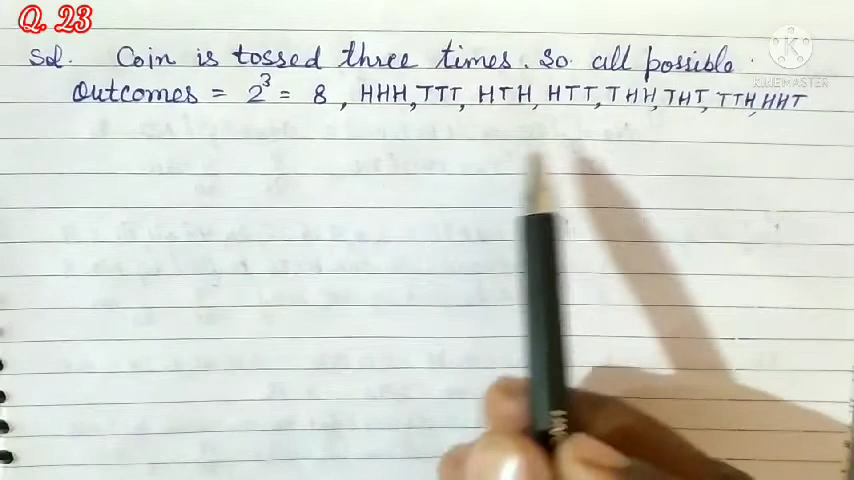 Q. 23
Sol. Coin is tossed three times. So all possible
Outcomes = 2³ = 8, HHH, TTT, HTH, HTT, THH, THT, TTH, HHT
KINEMASTER